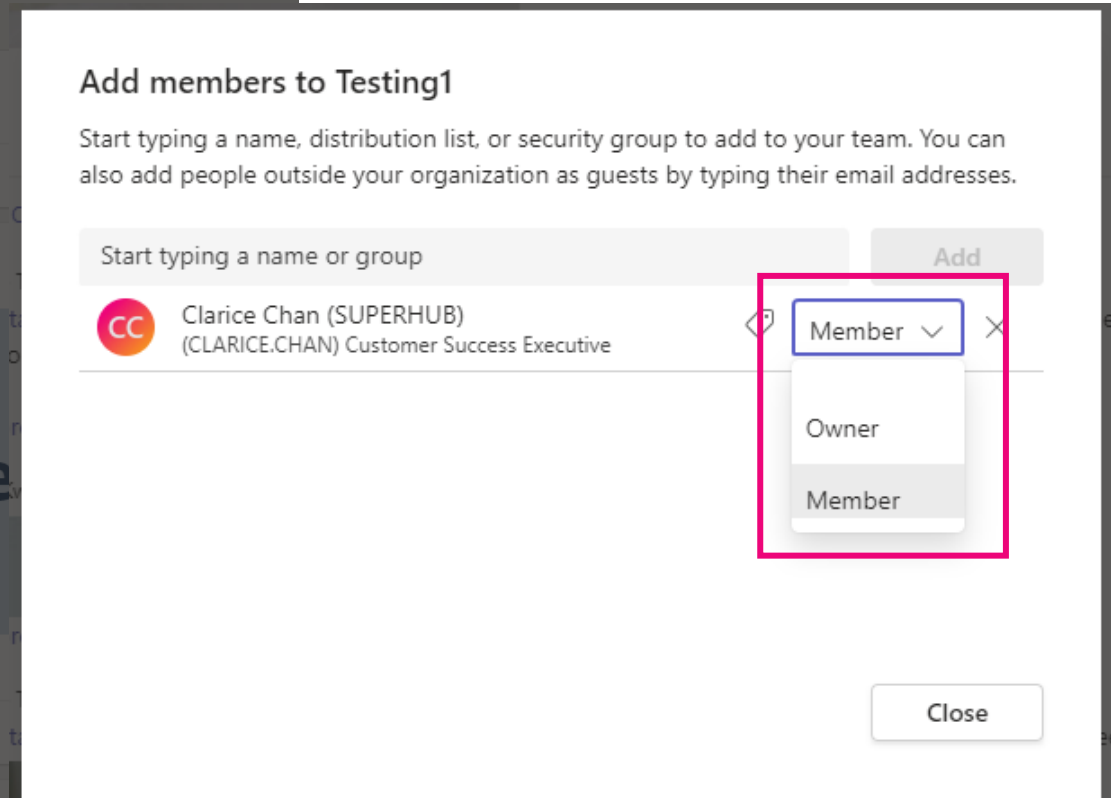 Add members to Testing1
Start typing a name, distribution list, or security group to add to your team. You can
also add people outside your organization as guests by typing their email addresses.
Start typing a name or group
Add
CC
Clarice Chan (SUPERHUB)
(CLARICE.CHAN) Customer Success Executive
Member
Owner
Member
Close